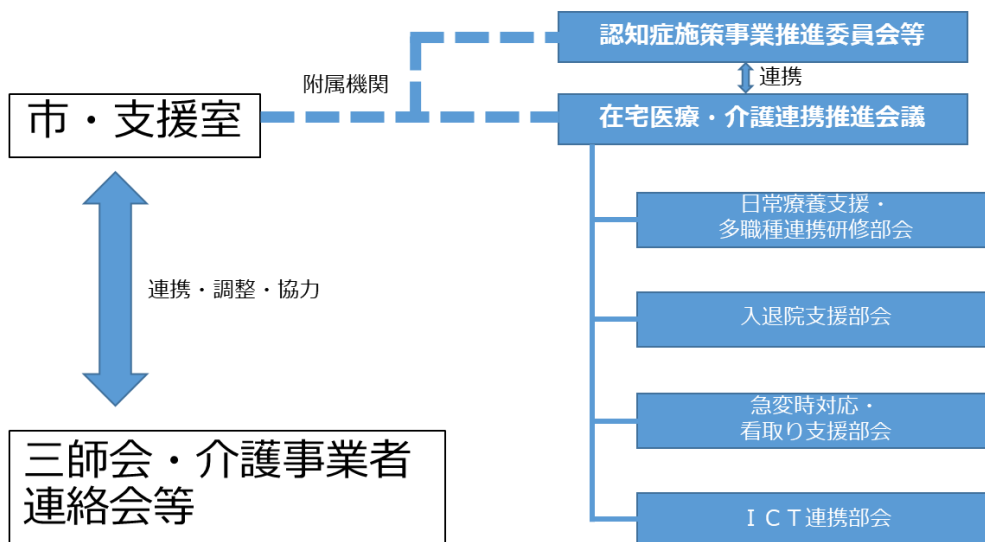 認知症施策事業推進委員会等
附属機関
連携
市・支援室
在宅医療・介護連携推進会議
日常療養支援・
多職種連携研修部会
連携・調整・協力
入退院支援部会
急変時対応・
看取り支援部会
三師会・介護事業者
連絡会等
ＩＣＴ連携部会